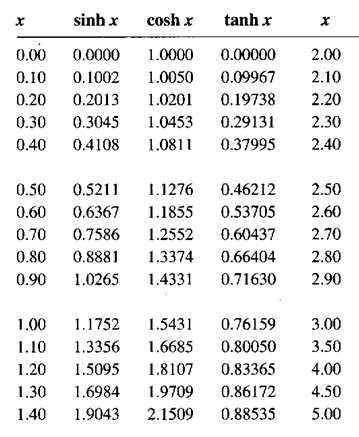 x sinh x cosh x tanh x x
0.00 0.0000 1.0000 0.00000 2.00
0.10 0.1002 1.0050 0.09967 2.10
0.20 0.2013 1.0201 0.19738 2.20
0.30 0.3045 1.0453 0.29131 2.30
0.40 0.4108 1.0811 0.37995 2.40
0.50 0.5211 1.1276 0.46212 2.50
0.60 0.6367 1.1855 0.53705 2.60
0.70 0.7586 1.2552 0.60437 2.70
0.80 0.8881 1.3374 0.66404 2.80
0.90 1.0265 1.4331 0.71630 2.90
1.00 1.1752 1.5431 0.76159 3.00
1.10 1.3356 1.6685 0.80050 3.50
1.20 1.5095 1.8107 0.83365 4.00
1.30 1.6984 1.9709 0.86172 4.50
1.40 1.9043 2.1509 0.88535 5.00